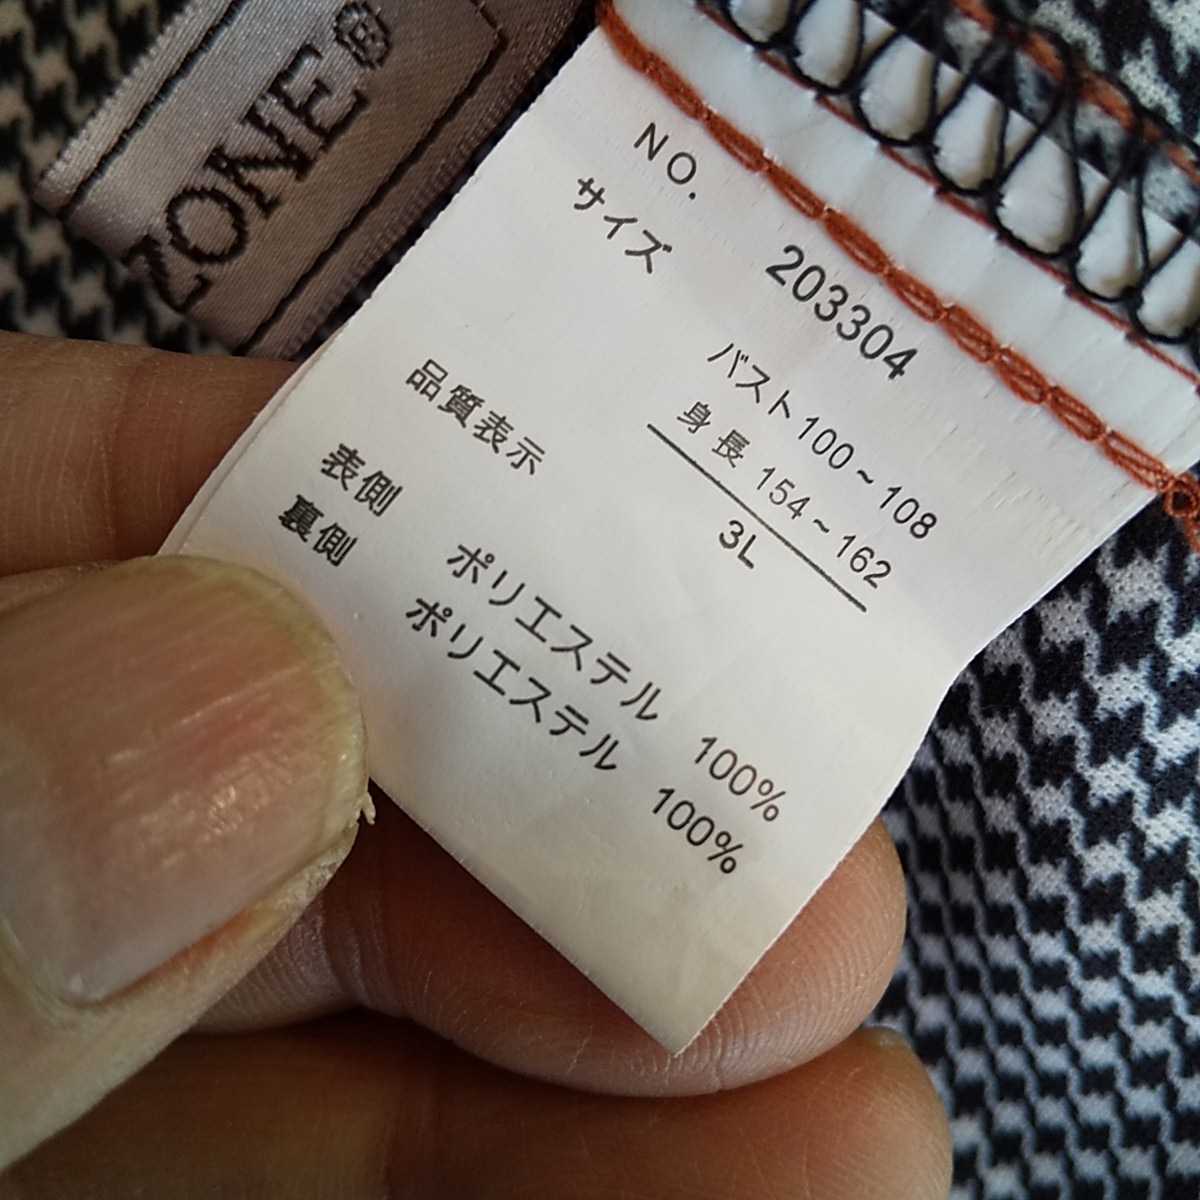 ZONE®
NO. 203304
サイズ
バスト100~108
身長 154~162
3L
品質表示
表側 ポリエステル 100%
裏側 ポリエステル 100%